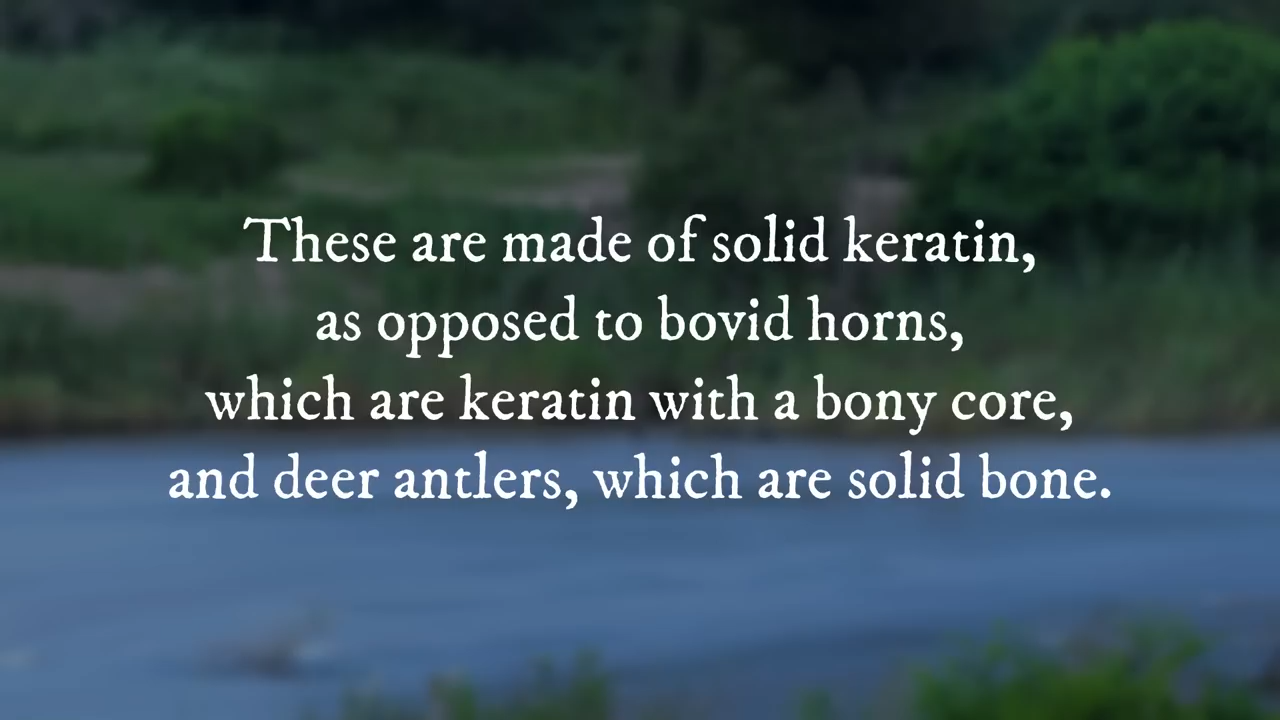 These are made of solid keratin,
as opposed to bovid horns,
which are keratin with a bony core,
and deer antlers, which are solid bone.